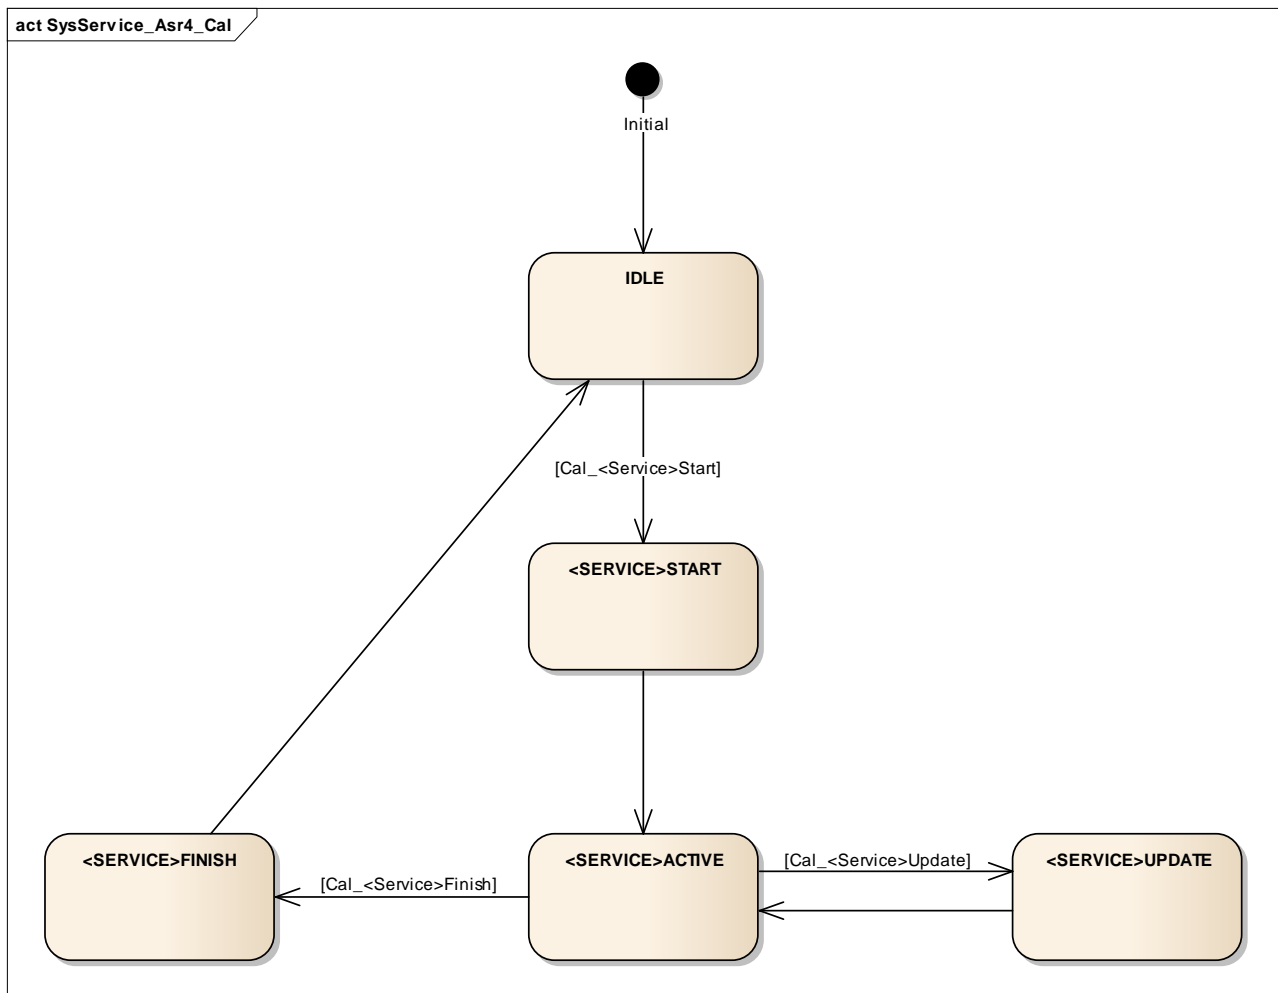 act SysService_Asr4_Cal
Initial
IDLE
[Cal_<Service>Start]
<SERVICE>START
<SERVICE>FINISH
<SERVICE>ACTIVE
[Cal_<Service>Update]
<SERVICE>UPDATE
[Cal_<Service>Finish]